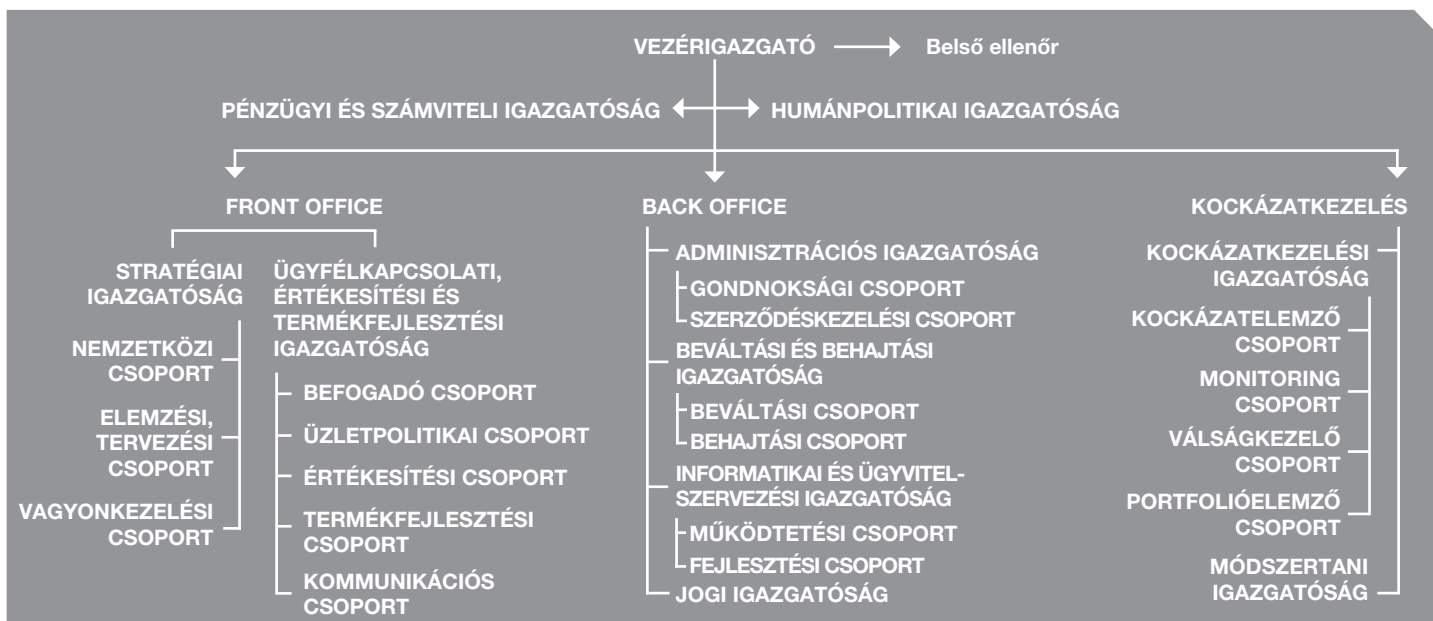 VEZÉRIGAZGATÓ
Belső ellenőr
PÉNZÜGYI ÉS SZÁMVITELI IGAZGATÓSÁG
HUMÁNPOLITIKAI IGAZGATÓSÁG
FRONT OFFICE
STRATÉGIAI
IGAZGATÓSÁG
NEMZETKÖZI
CSOPORT
ELEMZÉSI,
TERVEZÉSI
CSOPORT
VAGYONKEZELÉSI
CSOPORT
ÜGYFÉLKAPCSOLATI,
ÉRTÉKESÍTÉSI ÉS
TERMÉKFEJLESZTÉSI
IGAZGATÓSÁG
BEFOGADÓ CSOPORT
ÜZLETPOLITIKAI CSOPORT
ÉRTÉKESÍTÉSI CSOPORT
TERMÉKFEJLESZTÉSI
CSOPORT
KOMMUNIKÁCIÓS
CSOPORT
BACK OFFICE
ADMINISZTRÁCIÓS IGAZGATÓSÁG
GONDNOKSÁGI CSOPORT
SZERZŐDÉSKEZELÉSI CSOPORT
BEVÁLTÁSI ÉS BEHAJTÁSI
IGAZGATÓSÁG
BEVÁLTÁSI CSOPORT
BEHAJTÁSI CSOPORT
INFORMATIKAI ÉS ÜGYVITEL-
SZERVEZÉSI IGAZGATÓSÁG
MŰKÖDTETÉSI CSOPORT
FEJLESZTÉSI CSOPORT
JOGI IGAZGATÓSÁG
KOCKÁZATKEZELÉS
KOCKÁZATKEZELÉSI
IGAZGATÓSÁG
KOCKÁZATELEMZŐ
CSOPORT
MONITORING
CSOPORT
VÁLSÁGKEZELŐ
CSOPORT
PORTFOLIÓELEMZŐ
CSOPORT
MÓDSZERTANI
IGAZGATÓSÁG